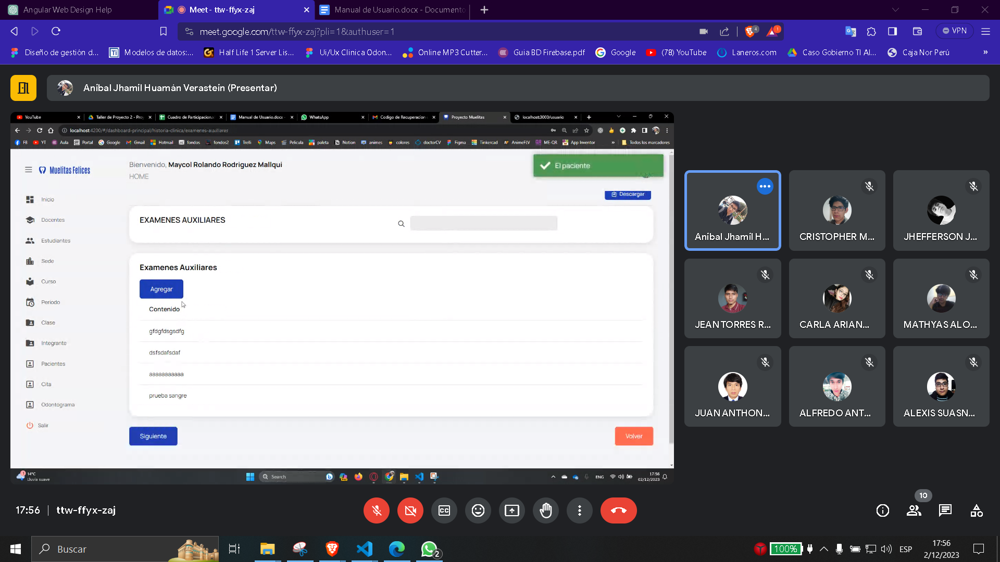 Angular Web Design Help
Meet - ttw-ffyx-zaj
Manual de Usuario.docx - Documento
meet.google.com/ttw-ffyx-zaj?pli=1&authuser=1
4
1
VPN
Diseño de gestión d...
Modelos de datos:...
Half Life 1 Server Lis...
Ui/Ux Clinica Odon...
Online MP3 Cutter...
Guia BD Firebase.pdf
Google
(78) YouTube
Laneros.com
Caso Gobierno TI Al...
Caja Nor Perú
»
Anibal Jhamil Huamán Verastein (Presentar)
YouTube
Taller de Proyecto 2 - Proy
Cuadro de Participacion.x
Manual de Usuario.docx -
WhatsApp
Codigo de Recuperacion
Proyecto Muelitas
localhost:3000/usuario
localhost:4200/#/dashboard-principal/historia-clinica/examenes-auxiliares
FB
YT
Aula
Portal
Google
Gmail
Hotmail
fondos
fondos2
Trelli
Maps
Pelicula
paleta
Notion
animes
colores
doctorCV
Figma
Tinkercad
AnimeFLV
ME-QR
App Inventor
»
Todos los marcadores
Muelitas Felices
Bienvenido, Maycol Rolando Rodriguez Mallqui
HOME
El paciente
Descargar
Inicio
Docentes
Estudiantes
Sede
Curso
Periodo
Clase
Integrante
Pacientes
Cita
Odontograma
Salir
EXAMENES AUXILIARES
Examenes Auxiliares
Agregar
Contenido
gfdgfdsgsdfg
dsfsdafsdaf
aaaaaaaaaaa
prueba sangre
Siguiente
Volver
14°C
Lluvia suave
Search
ENG
17:56
02/12/2023
Anibal Jhamil H...
CRISTOPHER M...
JHEFFERSON J...
JEAN TORRES R...
CARLA ARIAN...
MATHYAS ALO...
JUAN ANTHON...
ALFREDO ANT...
ALEXIS SUASN...
17:56
ttw-ffyx-zaj
CC
10
Buscar
2
100%
ESP
17:56
2/12/2023